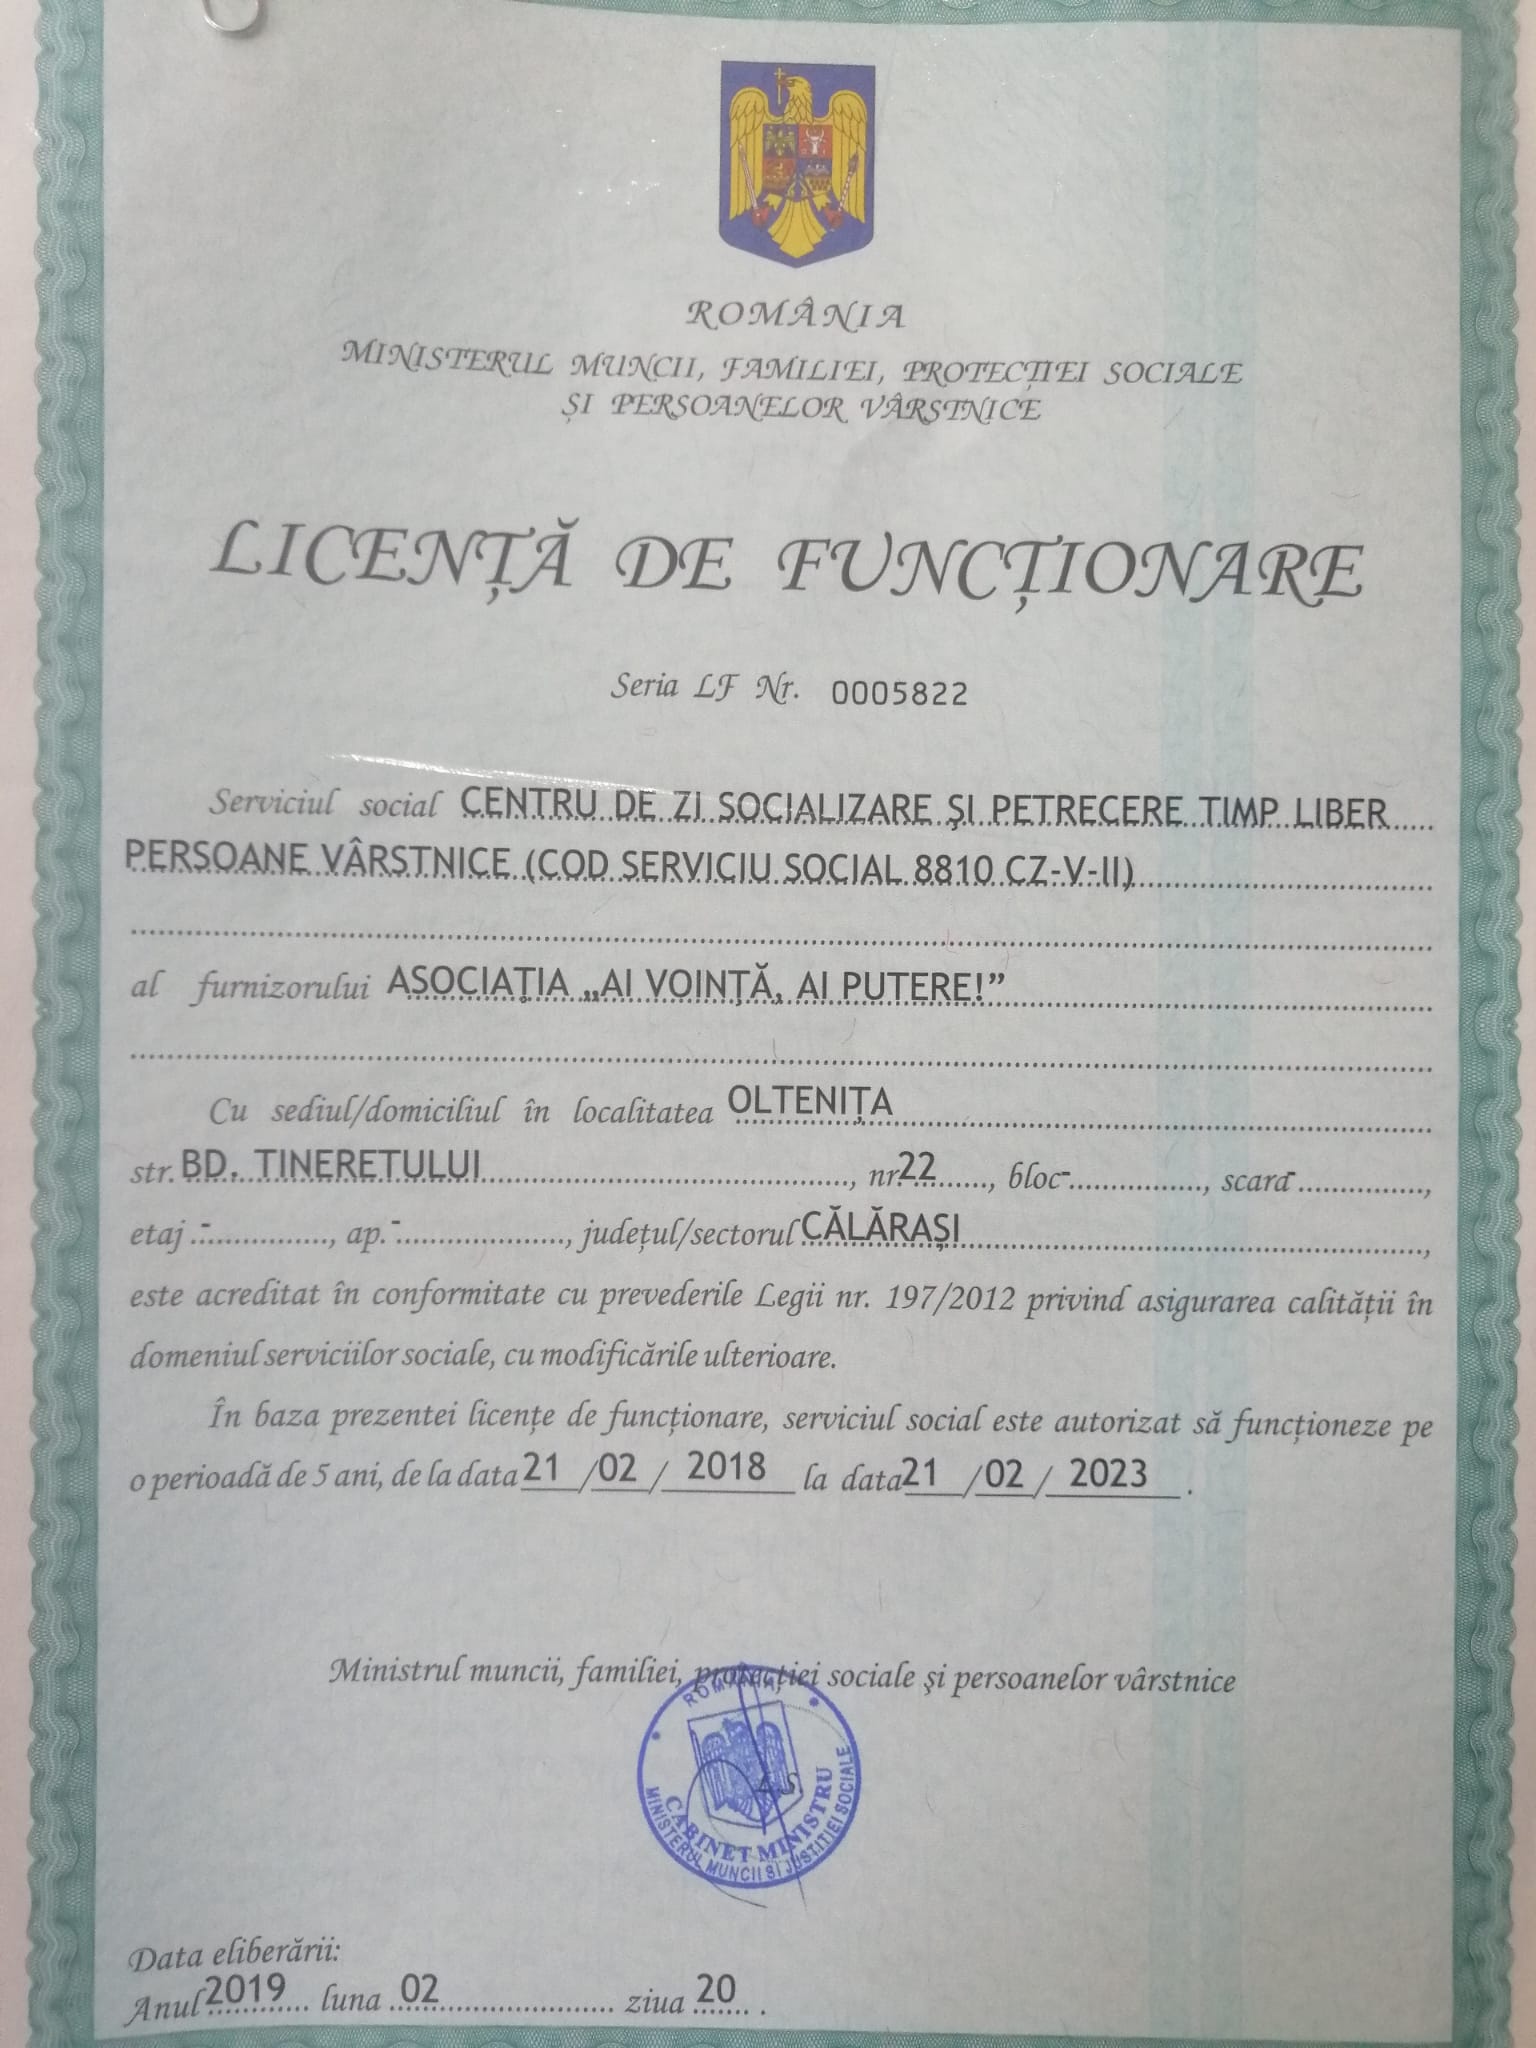 ROMÂNIA
MINISTERUL MUNCII, FAMILIEI, PROTECȚIEI SOCIALE
ȘI PERSOANELOR VÂRSTNICE
LICENȚĂ DE FUNCȚIONARE
Seria LF Nr. 0005822
Serviciul social CENTRU DE ZI SOCIALIZARE ŞI PETRECERE TIMP LIBER
PERSOANE VÂRSTNICE (COD SERVICIU SOCIAL 8810 CZ-V-II)
al furnizorului ASOCIAȚIA „AI VOINȚĂ, AI PUTERE!”
Cu sediul/domiciliul în localitatea OLTENIȚA
str. BD. TINERETULUI, nr. 22, bloc -, scara -,
etaj -, ap. -, județul/sectorul CĂLĂRAȘI,
este acreditat în conformitate cu prevederile Legii nr. 197/2012 privind asigurarea calității în
domeniul serviciilor sociale, cu modificările ulterioare.
În baza prezentei licențe de funcționare, serviciul social este autorizat să funcționeze pe
o perioadă de 5 ani, de la data 21 /02 / 2018 la data 21 /02 / 2023.
Ministrul muncii, familiei, protecției sociale și persoanelor vârstnice
ROMÂNIA
CABINET MINISTRU
MINISTERUL MUNCII SI JUSTITIEI SOCIALE
Data eliberării:
Anul 2019 luna 02 ziua 20.